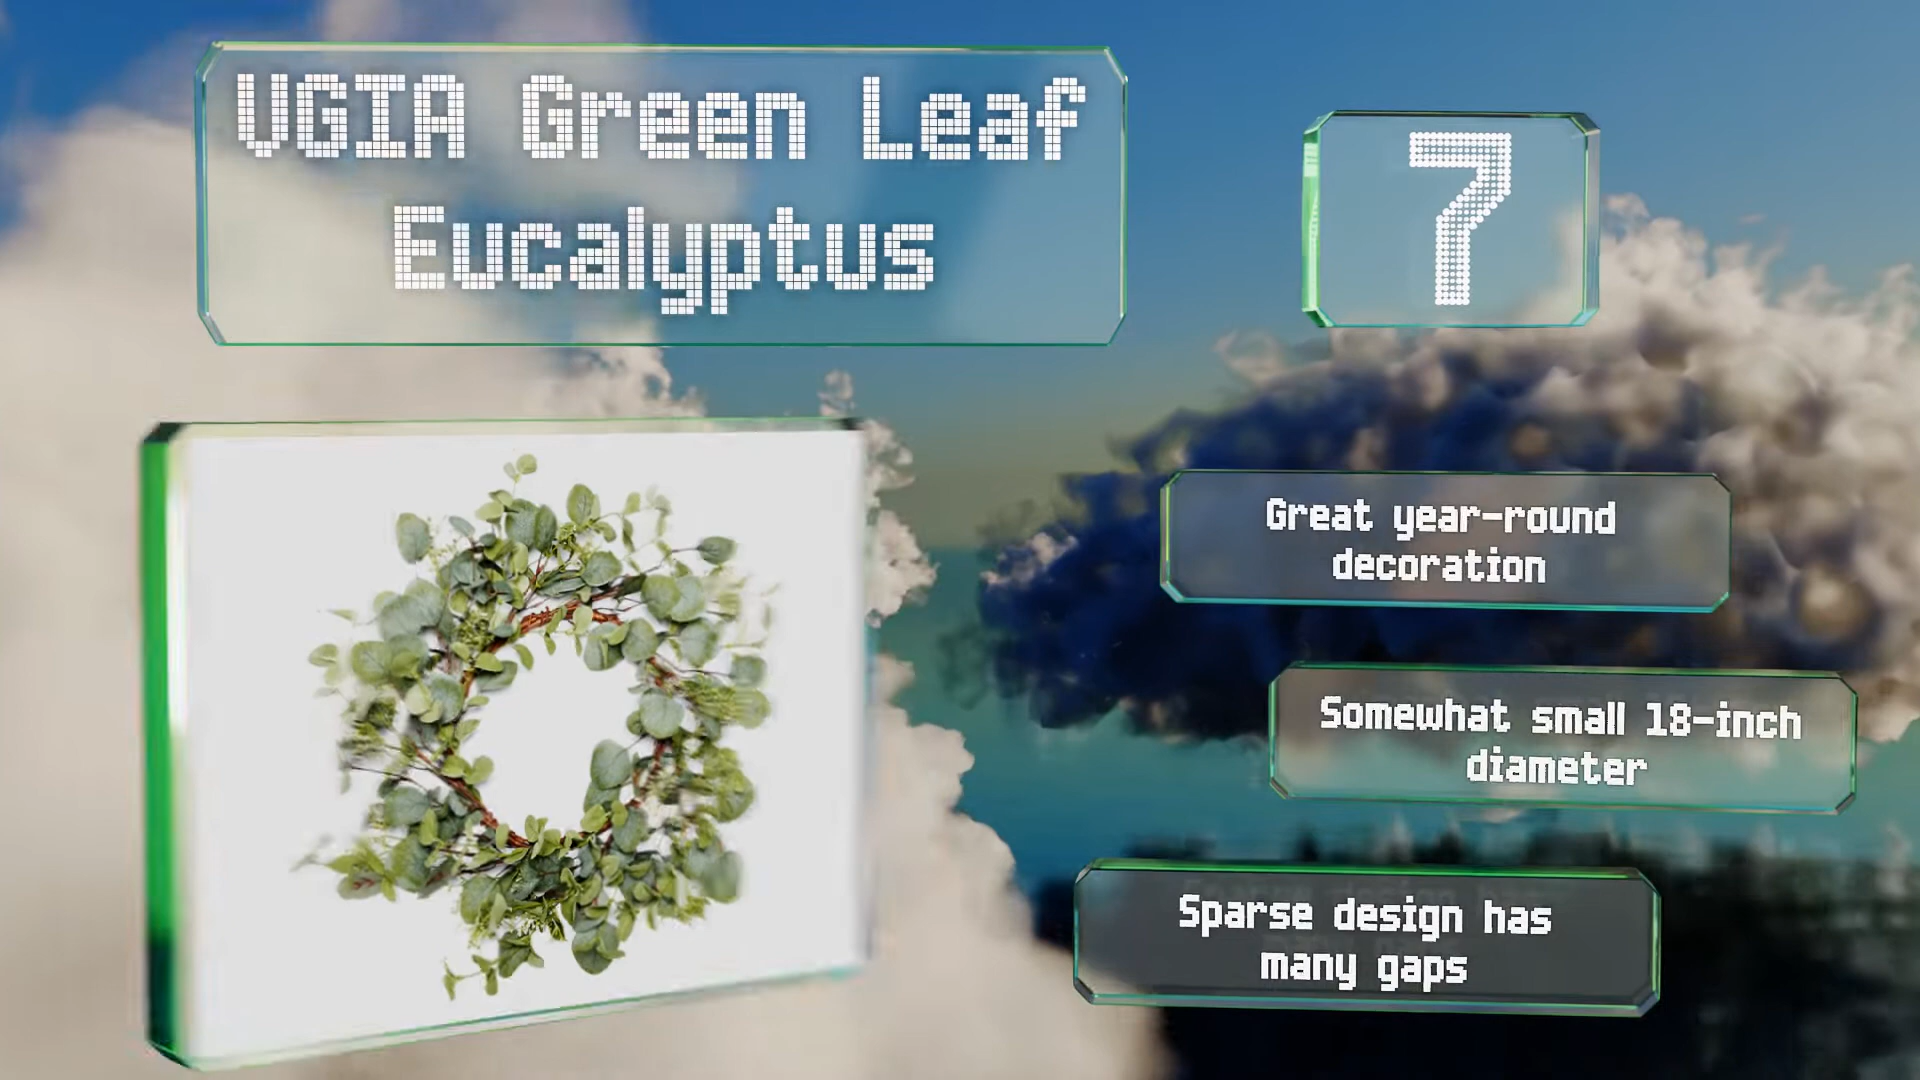 VGIA Green Leaf
Eucalyptus
7
Great year-round
decoration
Somewhat small 18-inch
diameter
Sparse design has
many gaps